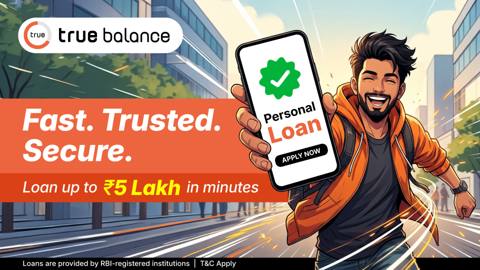 true
true balance
Fast. Trusted.
Secure.
Loan up to ₹5 Lakh in minutes
Personal
Loan
APPLY NOW
Loans are provided by RBI-registered institutions | T&C Apply